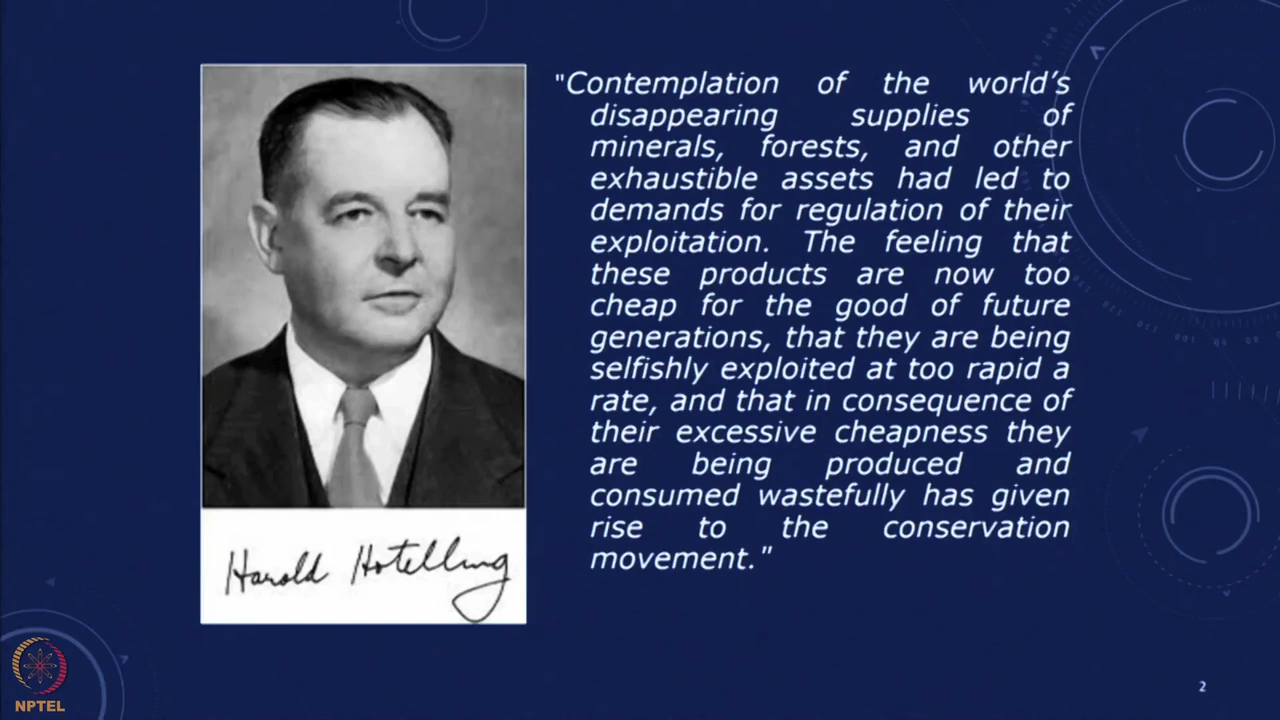 "Contemplation of the world’s
disappearing supplies of
minerals, forests, and other
exhaustible assets had led to
demands for regulation of their
exploitation. The feeling that
these products are now too
cheap for the good of future
generations, that they are being
selfishly exploited at too rapid a
rate, and that in consequence of
their excessive cheapness they
are being produced and
consumed wastefully has given
rise to the conservation
movement."
Harold Hotelling
NPTEL
2